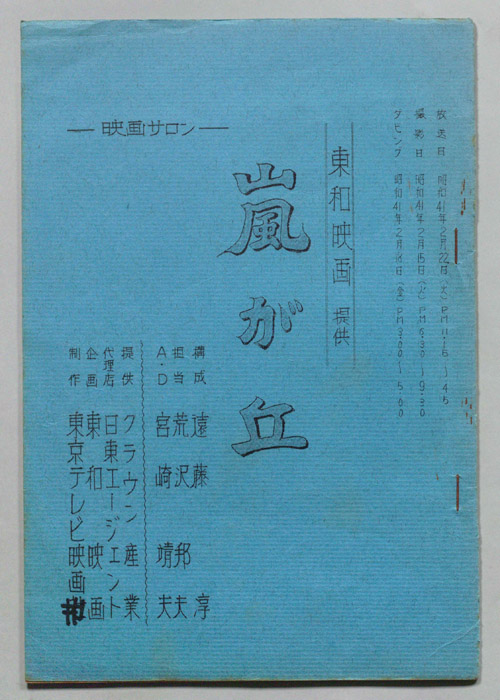 放送日 昭和41年2月22日(火)PM11.15〜45
撮影日 昭和41年2月15日(火)PM6.30〜9.30
ダビング 昭和41年2月18日(金)PM3.00〜5.00
東和映画 提供
―映画サロン―
嵐が丘
構成 遠藤淳
担当 荒沢邦夫
A・D 宮崎靖夫
提供 クラウン産業
代理店 日東エージェント
企画 東和映画
制作 東京テレビ映画